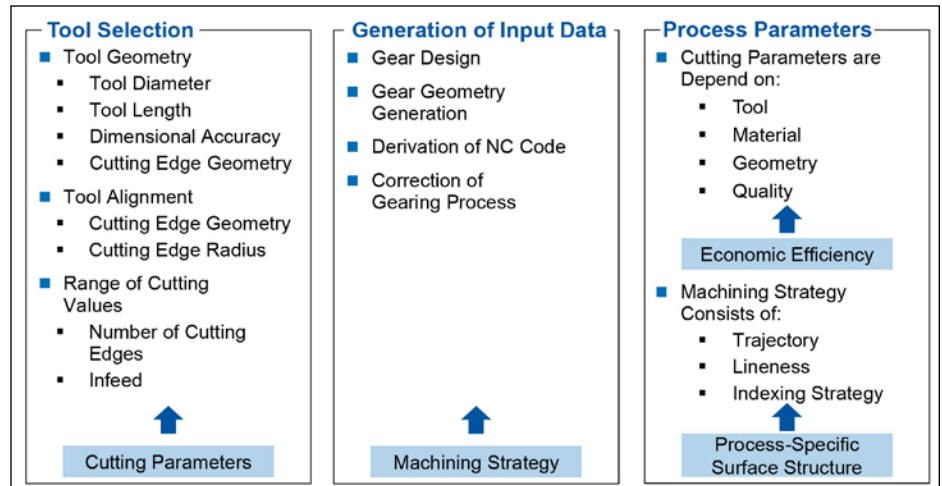 Tool Selection
Tool Geometry
Tool Diameter
Tool Length
Dimensional Accuracy
Cutting Edge Geometry
Tool Alignment
Cutting Edge Geometry
Cutting Edge Radius
Range of Cutting
Values
Number of Cutting
Edges
Infeed
Cutting Parameters
Generation of Input Data
Gear Design
Gear Geometry
Generation
Derivation of NC Code
Correction of
Gearing Process
Machining Strategy
Process Parameters
Cutting Parameters are
Depend on:
Tool
Material
Geometry
Quality
Economic Efficiency
Machining Strategy
Consists of:
Trajectory
Lineness
Indexing Strategy
Process-Specific
Surface Structure